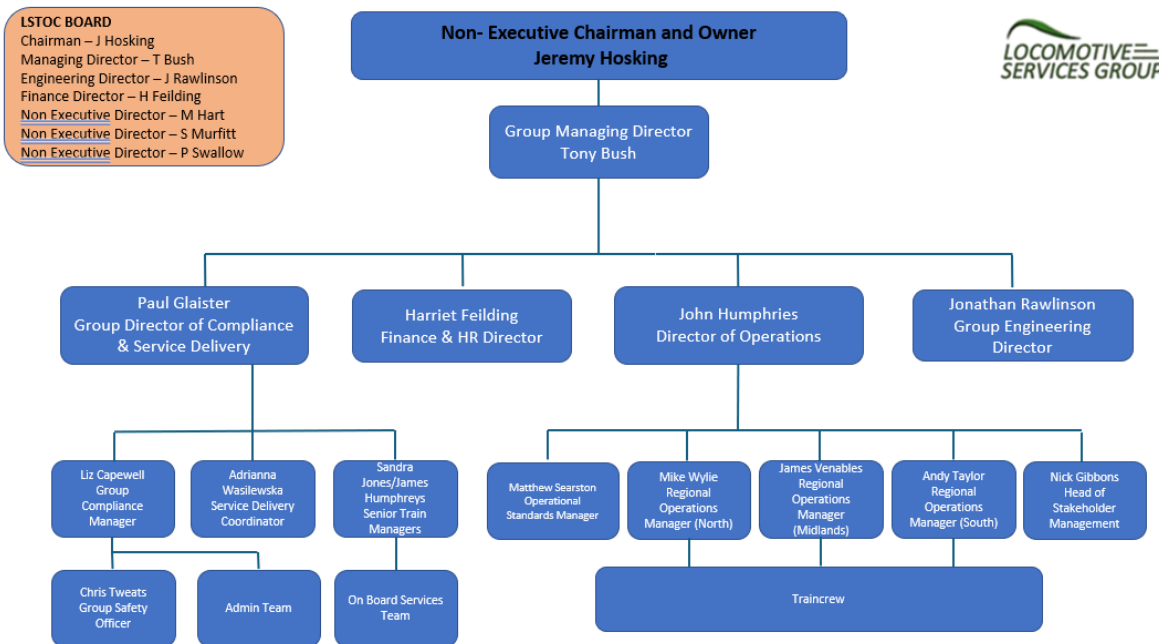 LSTOC BOARD
Chairman – J Hosking
Managing Director – T Bush
Engineering Director – J Rawlinson
Finance Director – H Feilding
Non Executive Director – M Hart
Non Executive Director – S Murfitt
Non Executive Director – P Swallow
Non- Executive Chairman and Owner
Jeremy Hosking
LOCOMOTIVE
SERVICES GROUP
Group Managing Director
Tony Bush
Paul Glaister
Group Director of Compliance
& Service Delivery
Harriet Feilding
Finance & HR Director
John Humphries
Director of Operations
Jonathan Rawlinson
Group Engineering
Director
Liz Capewell
Group
Compliance
Manager
Adrianna
Wasilewska
Service Delivery
Coordinator
Sandra
Jones/James
Humphreys
Senior Train
Managers
Matthew Searston
Operational
Standards Manager
Mike Wylie
Regional
Operations
Manager (North)
James Venables
Regional
Operations
Manager
(Midlands)
Andy Taylor
Regional
Operations
Manager (South)
Nick Gibbons
Head of
Stakeholder
Management
Chris Tweats
Group Safety
Officer
Admin Team
On Board Services
Team
Traincrew